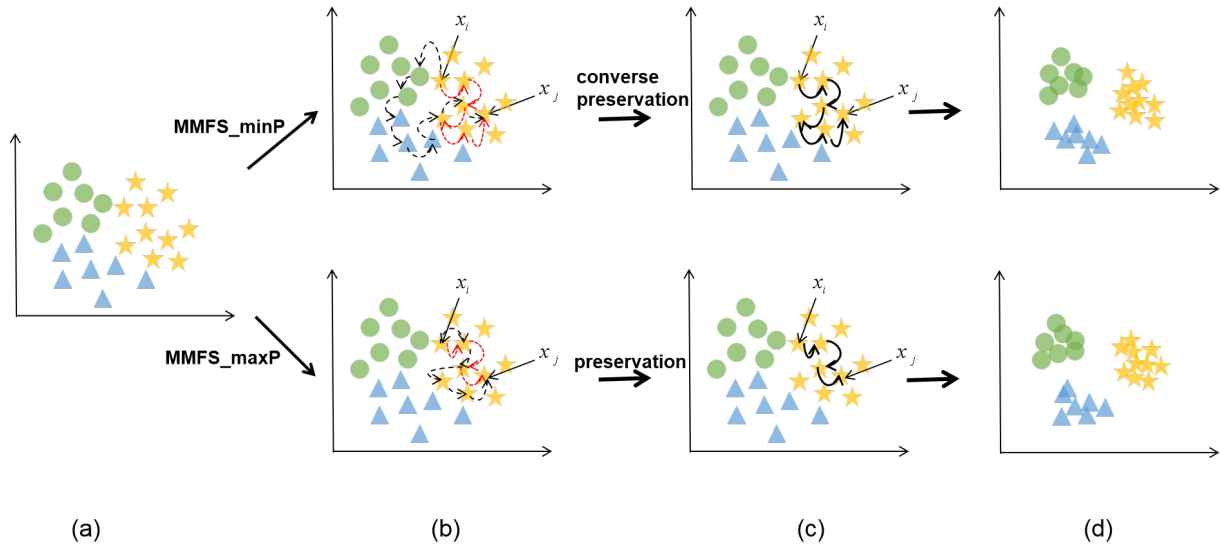 x_i
x_j
converse
preservation
MMFS_minP
x_i
x_j
MMFS_maxP
x_i
x_j
preservation
x_i
x_j
(a)
(b)
(c)
(d)